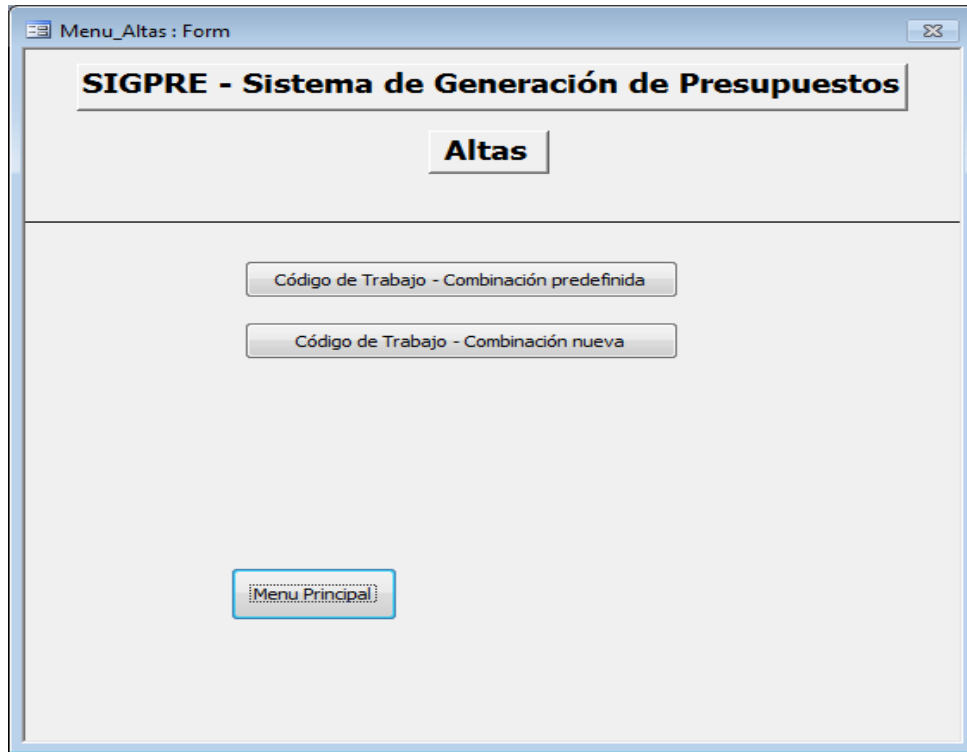 Menu_Altas : Form
SIGPRE - Sistema de Generación de Presupuestos
Altas
Código de Trabajo - Combinación predefinida
Código de Trabajo - Combinación nueva
Menu Principal